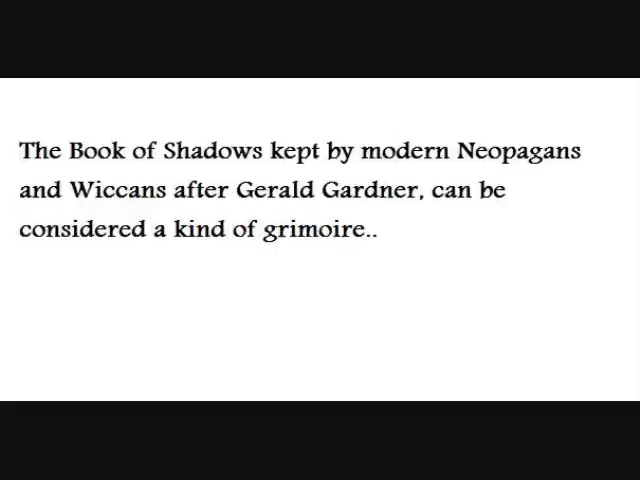 The Book of Shadows kept by modern Neopagans
and Wiccans after Gerald Gardner, can be
considered a kind of grimoire..